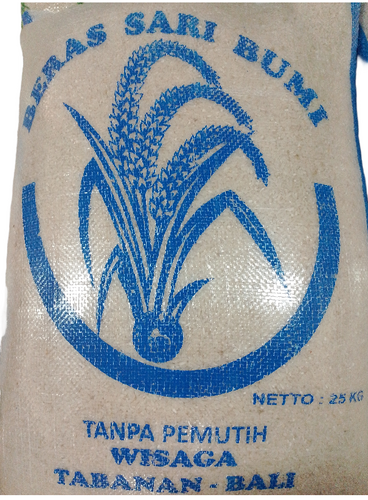 BERAS SARI BUMI
NETTO : 25 KG
TANPA PEMUTIH
WISAGA
TABANAN - BALI